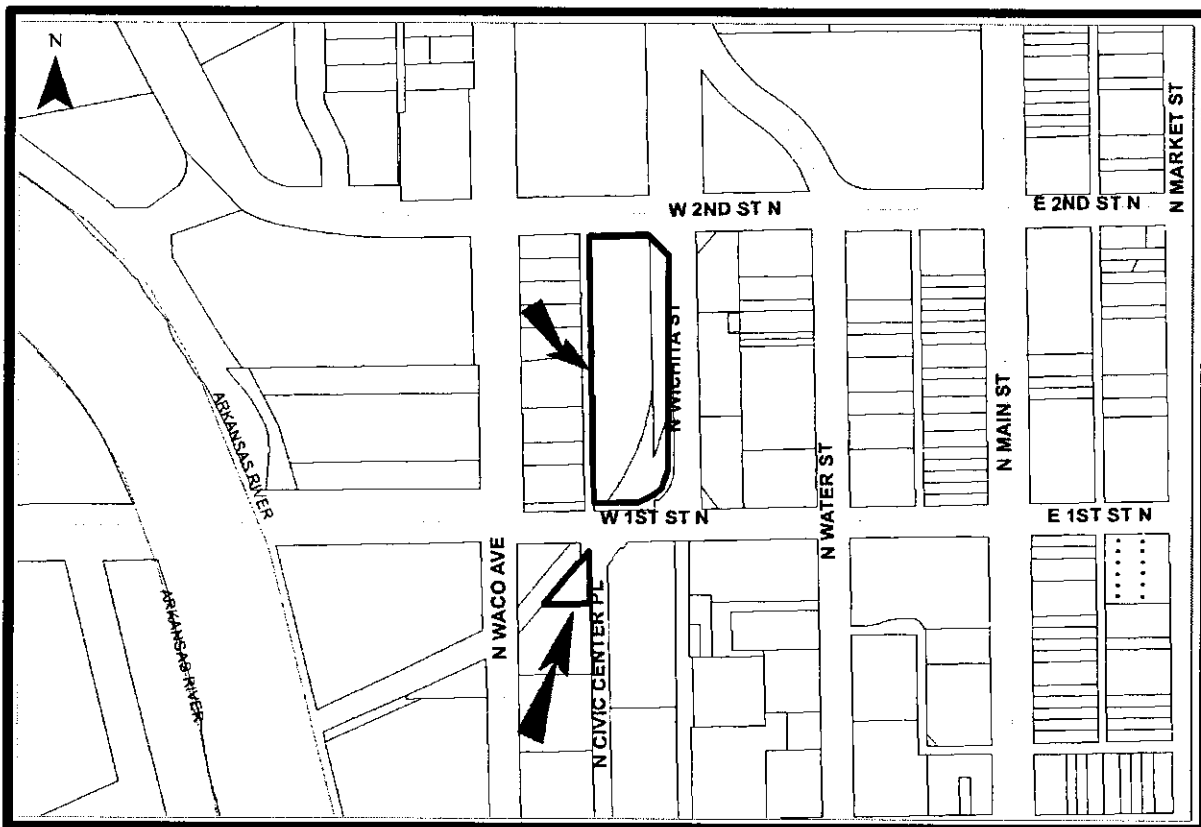 N
N MARKET ST
W 2ND ST N
E 2ND ST N
N WICHITA ST
ARKANSAS RIVER
N MAIN ST
N WATER ST
W 1ST ST N
E 1ST ST N
N WACO AVE
N CIVIC CENTER PL
ARKANSAS RIVER